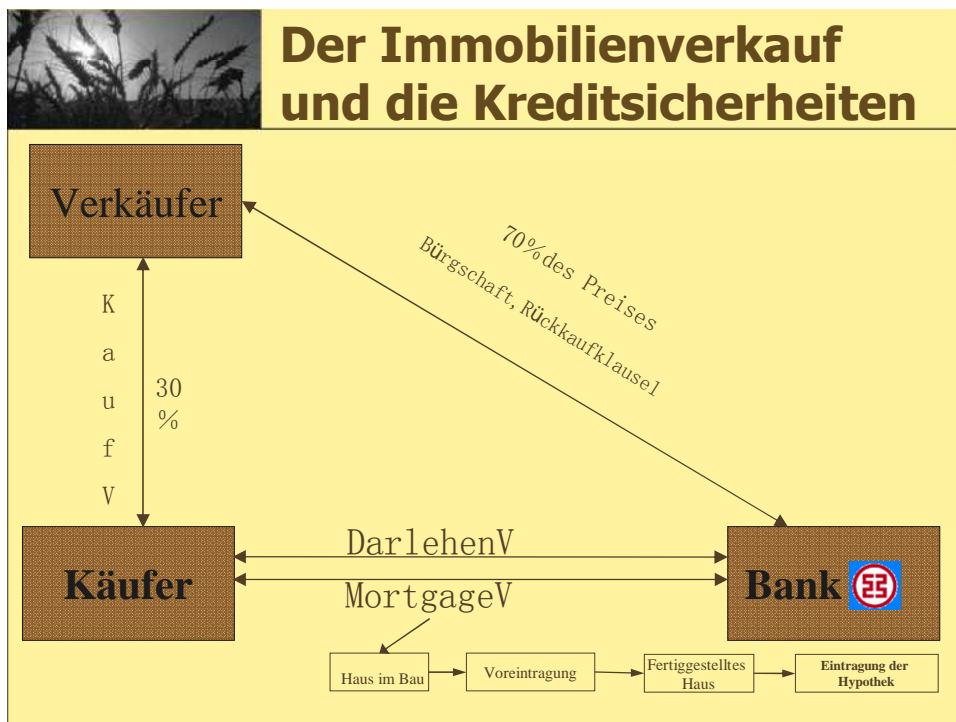 Der Immobilienverkauf
und die Kreditsicherheiten
Verkäufer
70%des Preises
Bürgschaft,Rückkaufklausel
K
a
u
f
V
30
%
Käufer
DarlehenV
MortgageV
Bank
Haus im Bau
Voreintragung
Fertiggestelltes
Haus
Eintragung der
Hypothek